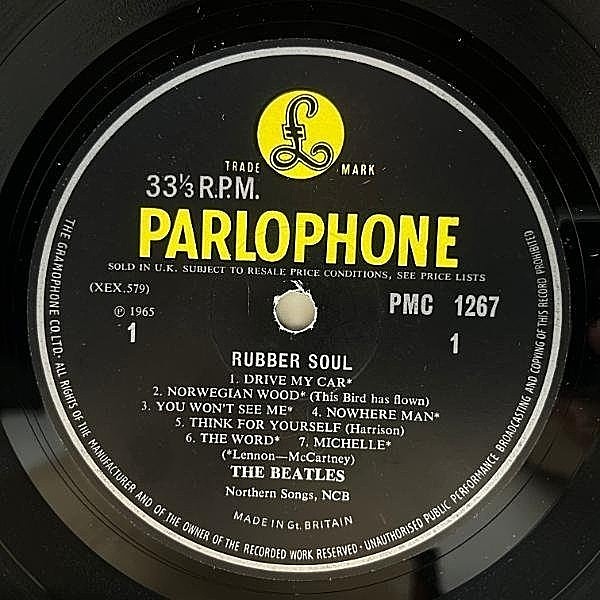 £
TRADE MARK
33⅓ R.P.M.
PARLOPHONE
SOLD IN U.K. SUBJECT TO RESALE PRICE CONDITIONS, SEE PRICE LISTS
(XEX.579)
PMC 1267
℗ 1965
1
1
RUBBER SOUL
1. DRIVE MY CAR*
2. NORWEGIAN WOOD* (This Bird has flown)
3. YOU WON'T SEE ME* 4. NOWHERE MAN*
5. THINK FOR YOURSELF (Harrison)
6. THE WORD* 7. MICHELLE*
(*Lennon—McCartney)
THE BEATLES
Northern Songs, NCB
MADE IN Gt. BRITAIN
THE GRAMOPHONE CO. LTD. · ALL RIGHTS OF THE MANUFACTURER AND OF THE OWNER OF THE RECORDED WORK RESERVED · UNAUTHORISED PUBLIC PERFORMANCE BROADCASTING AND COPYING OF THIS RECORD PROHIBITED